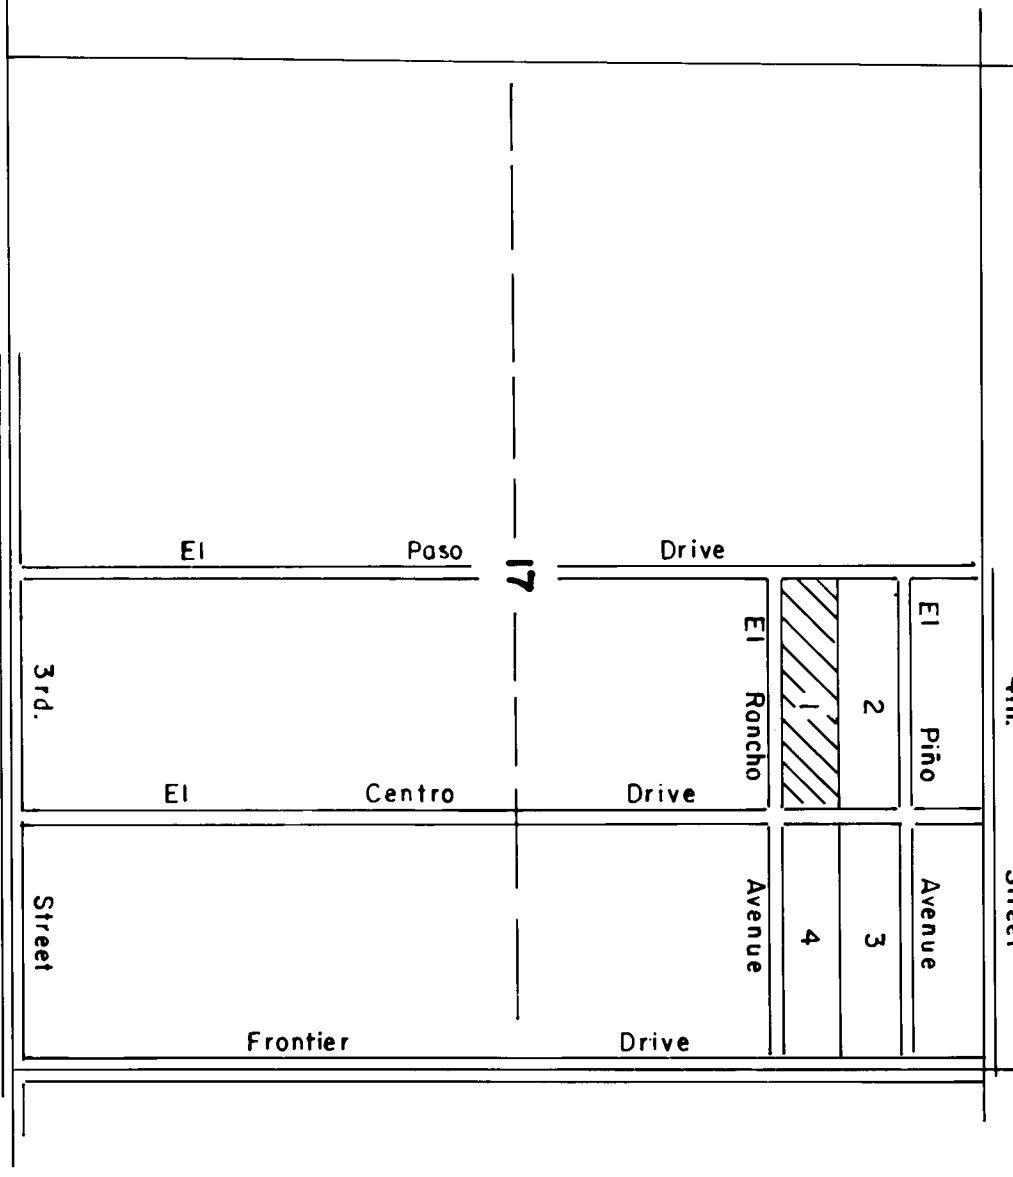 El Paso Drive
17
El Rancho Avenue
1
2
El Piño Avenue
3rd. Street
El Centro Drive
4
3
Frontier Drive